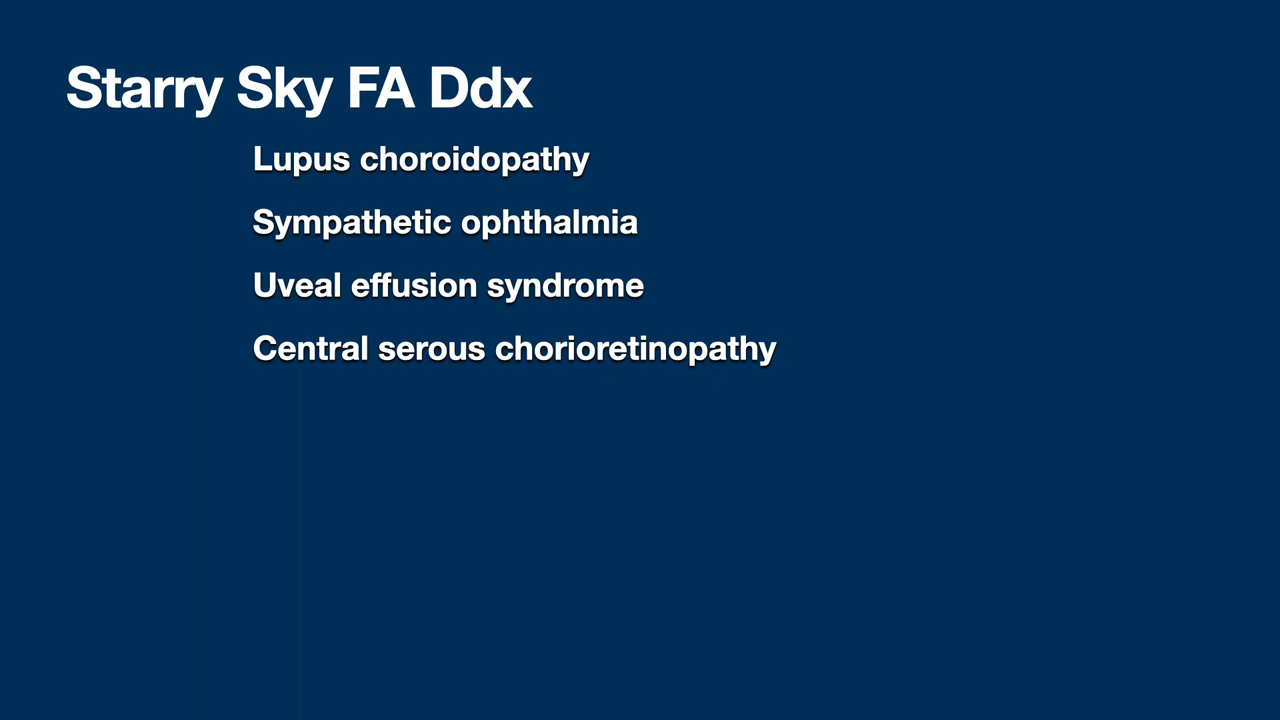 Starry Sky FA Ddx
Lupus choroidopathy
Sympathetic ophthalmia
Uveal effusion syndrome
Central serous chorioretinopathy